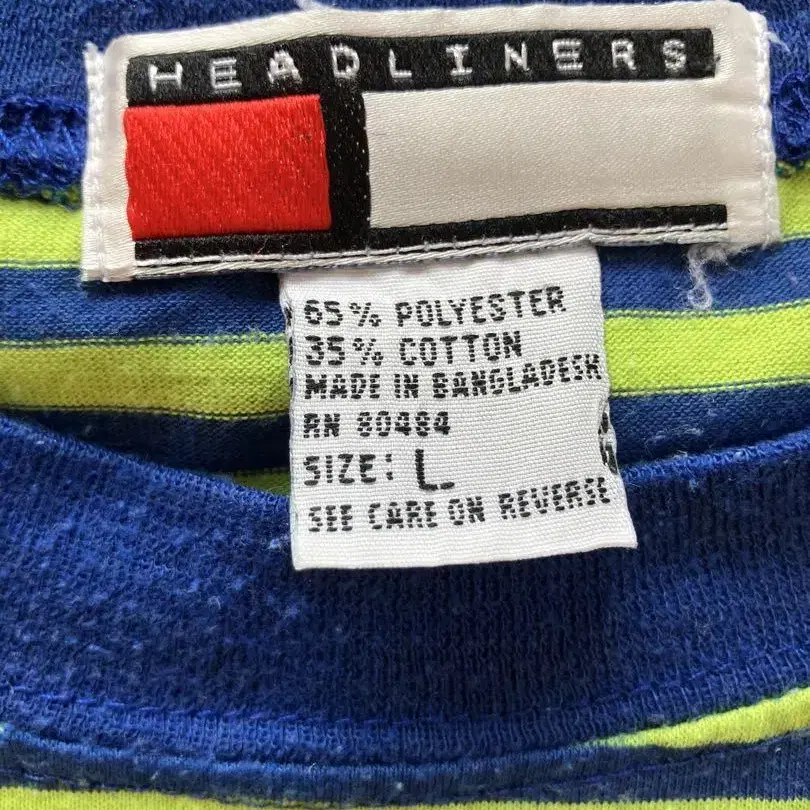 HEADLINERS
65% POLYESTER
35% COTTON
MADE IN BANGLADESH
RN 80484
SIZE: L
SEE CARE ON REVERSE